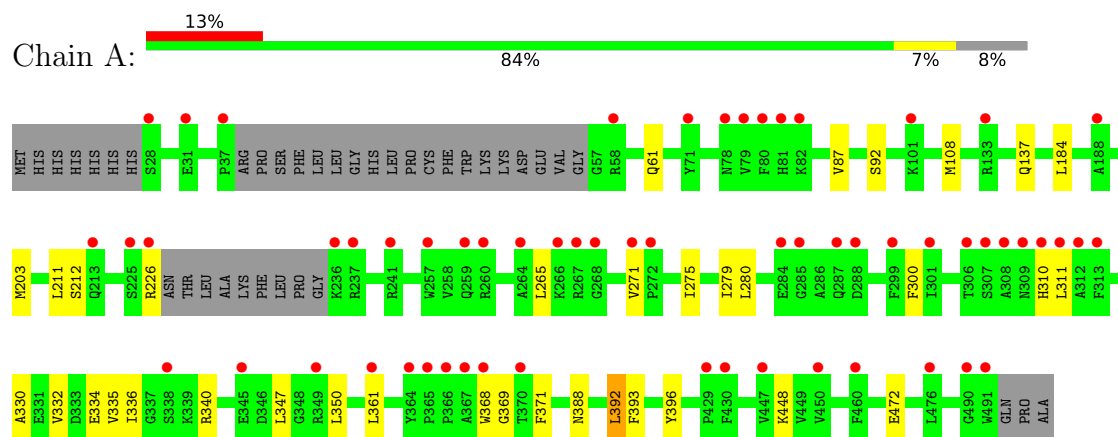 13%
Chain A:
84% 7% 8%
MET HIS HIS HIS HIS HIS HIS S28 E31 P37 ARG PRO SER PHE LEU LEU GLY HIS LEU PRO CYS PHE TRP LYS LYS ASP GLU VAL GLY G57 R58 Q61 Y71 N78 V79 F80 H81 K82 V87 S92 K101 M108 R133 Q137 L184 A188
M203 L211 S212 Q213 S225 R226 ASN THR LEU ALA LYS PHE LEU PRO GLY K236 R237 R241 W257 V258 Q259 R260 A264 L265 K266 R267 G268 V271 P272 I275 I279 L280 E284 G285 A286 Q287 D288 F299 F300 I301 T306 S307 A308 N309 H310 L311 A312 F313
A330 E331 V332 D333 E334 V335 I336 G337 S338 K339 R340 E345 D346 L347 G348 R349 L350 L361 Y364 P365 P366 A367 W368 G369 T370 F371 N388 L392 F393 Y396 P429 F430 V447 K448 V449 V450 F460 E472 L476 G490 W491 GLN PRO ALA